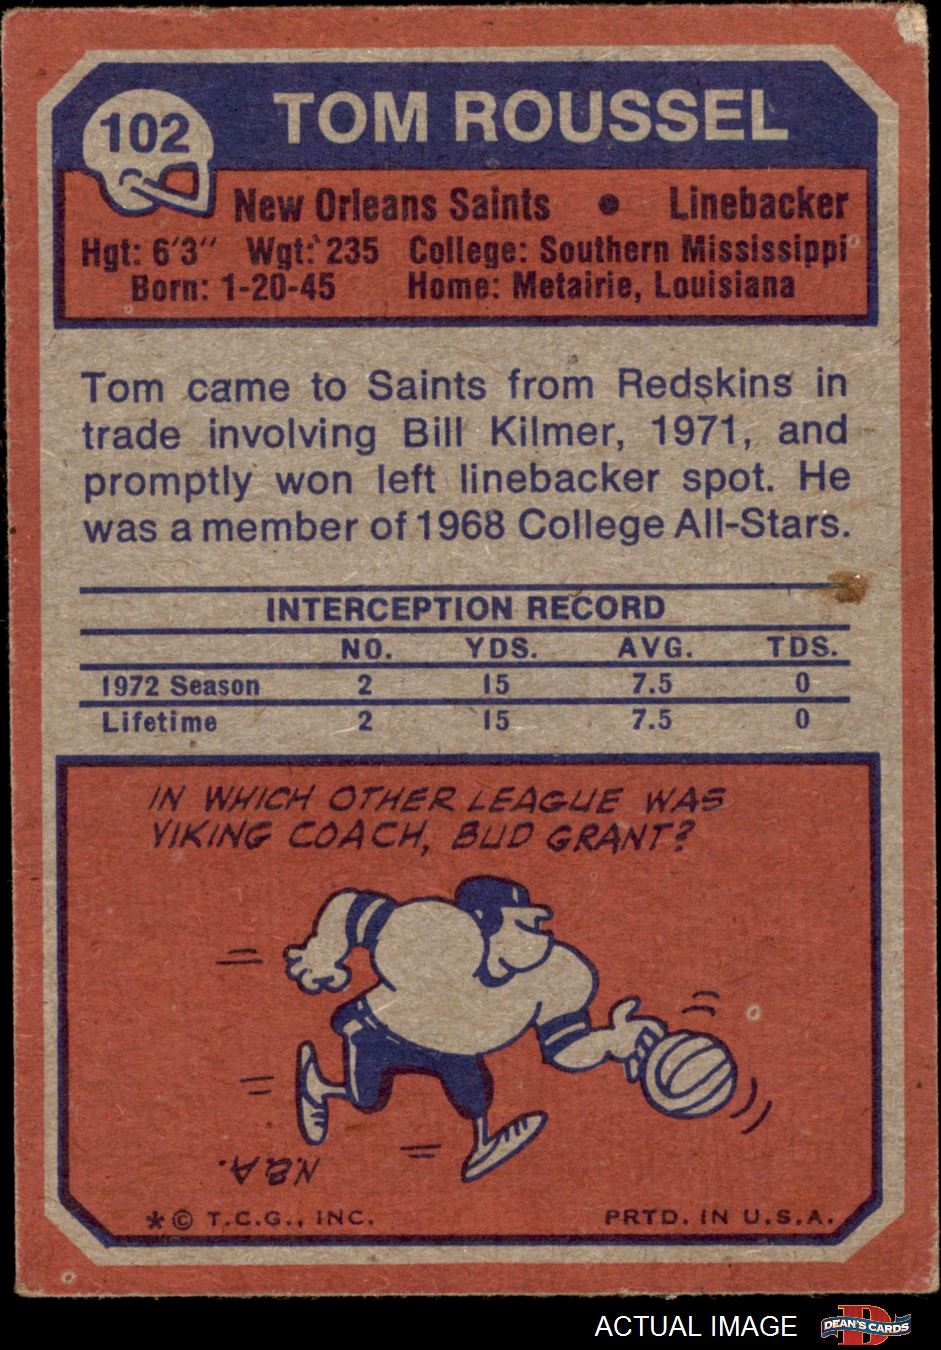 102
TOM ROUSSEL
New Orleans Saints • Linebacker
Hgt: 6'3" Wgt: 235 College: Southern Mississippi
Born: 1-20-45 Home: Metairie, Louisiana
Tom came to Saints from Redskins in
trade involving Bill Kilmer, 1971, and
promptly won left linebacker spot. He
was a member of 1968 College All-Stars.
INTERCEPTION RECORD
NO. YDS. AVG. TDS.
1972 Season 2 15 7.5 0
Lifetime 2 15 7.5 0
IN WHICH OTHER LEAGUE WAS
VIKING COACH, BUD GRANT?
N.B.A.
* © T.C.G., INC. PRTD. IN U.S.A.
ACTUAL IMAGE
DEAN'S CARDS